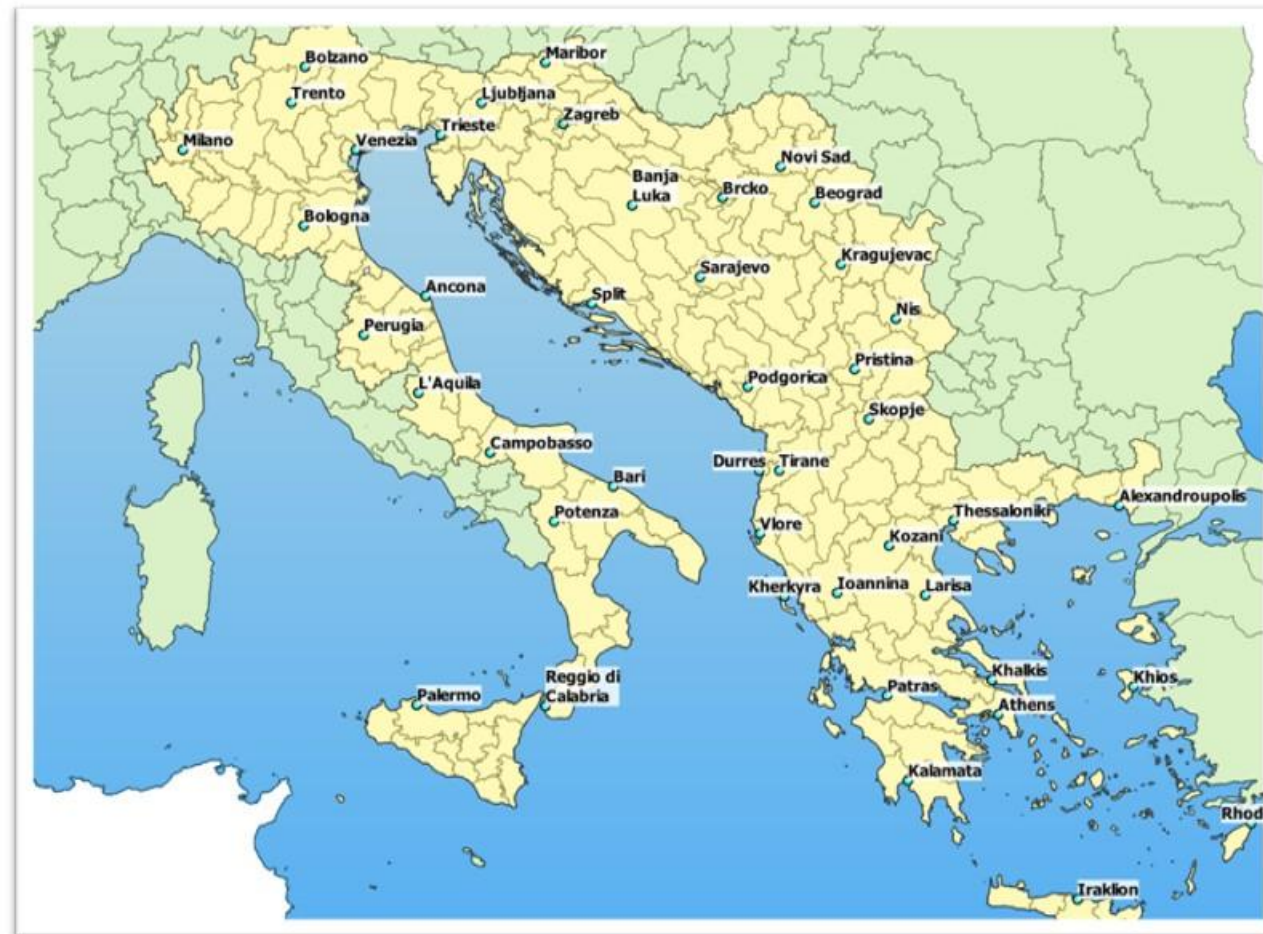 Bolzano
Maribor
Trento
Ljubljana
Zagreb
Trieste
Milano
Venezia
Novi Sad
Banja
Luka
Brcko
Beograd
Bologna
Kragujevac
Sarajevo
Ancona
Split
Nis
Perugia
Pristina
Podgorica
L'Aquila
Skopje
Campobasso
Durres
Tirane
Bari
Alexandroupolis
Potenza
Thessaloniki
Vlore
Kozani
Kherkyra
Ioannina
Larisa
Reggio di
Calabria
Khalkis
Khios
Palermo
Patras
Athens
Kalamata
Rhod
Iraklion